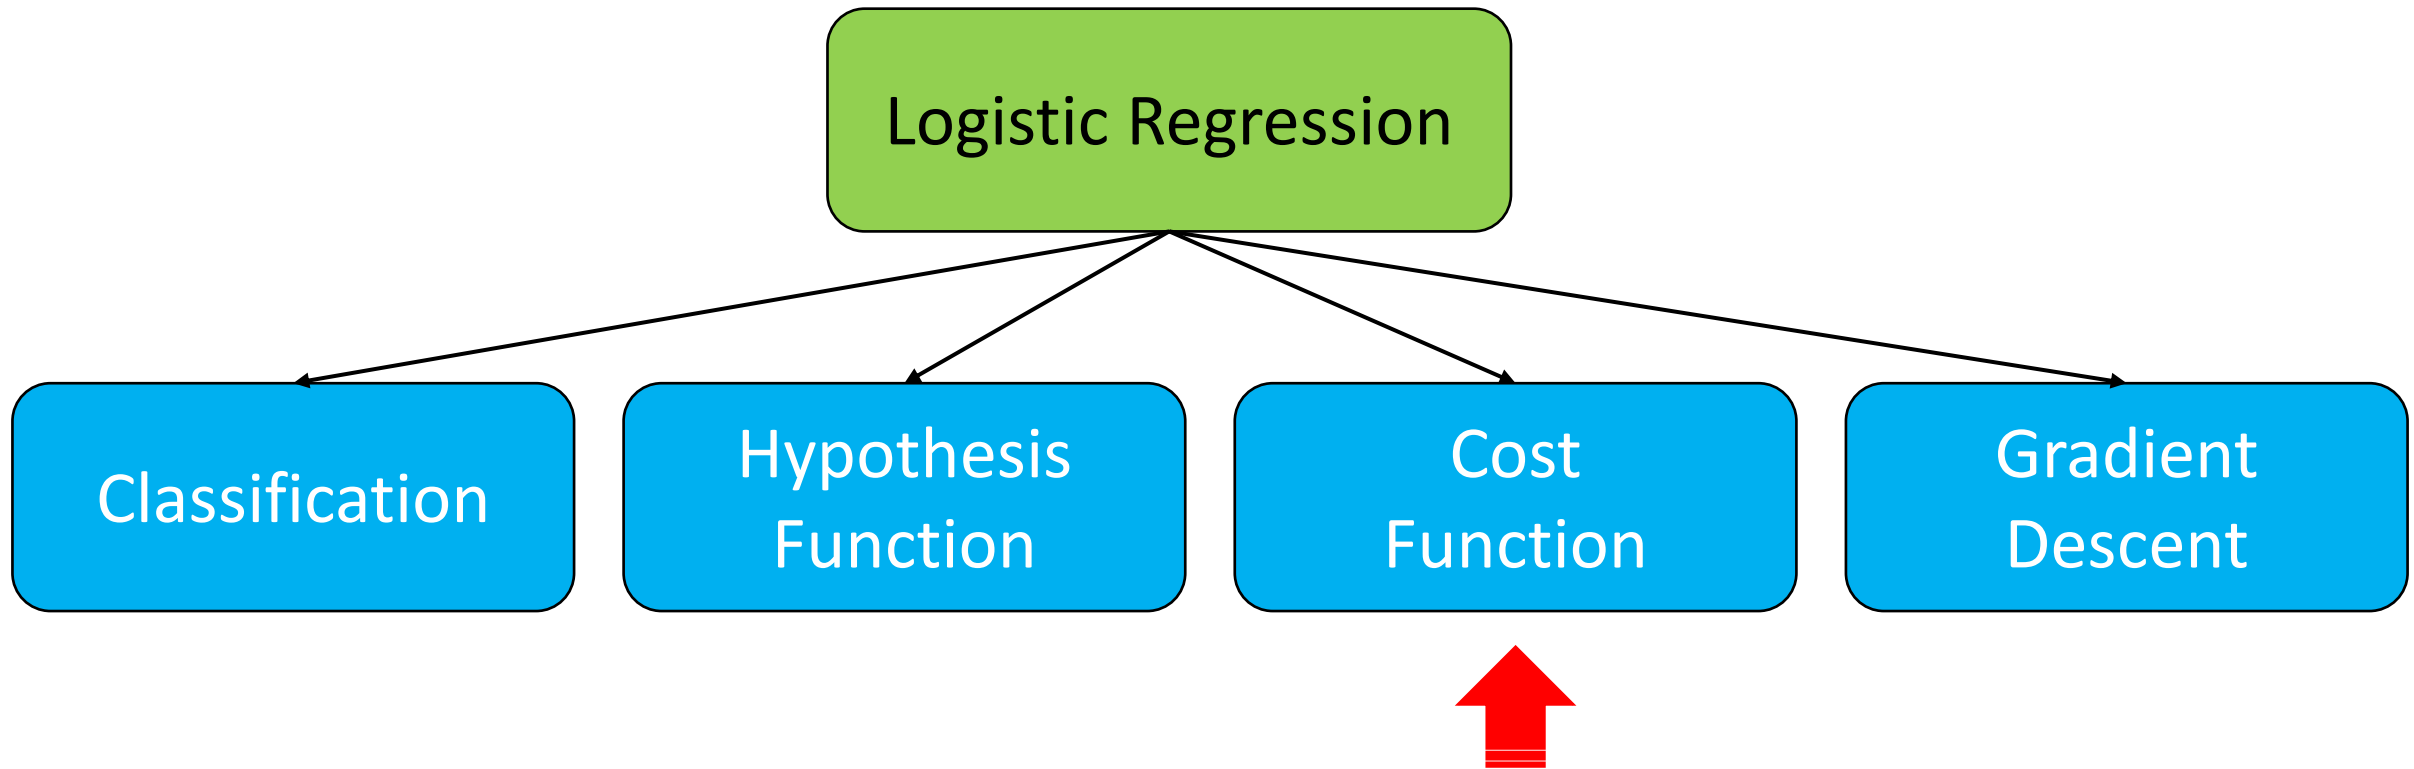 Logistic Regression
Classification
Hypothesis
Function
Cost
Function
Gradient
Descent